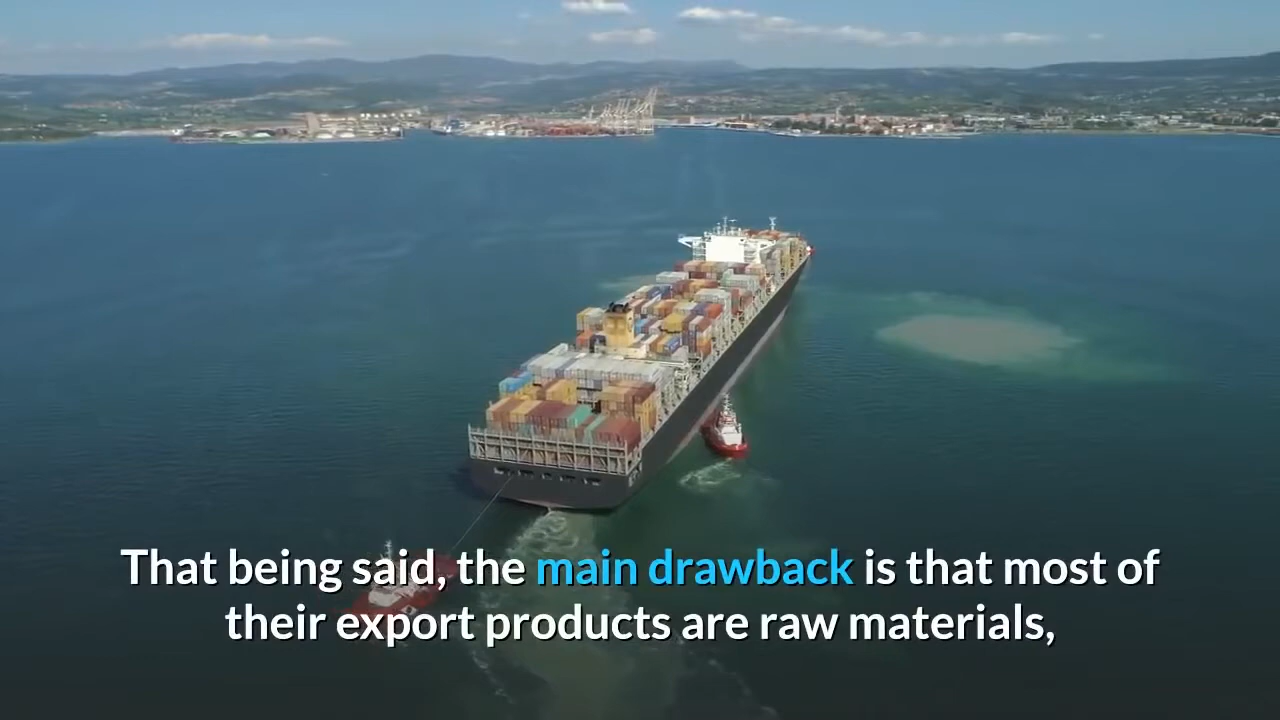 That being said, the main drawback is that most of
their export products are raw materials,